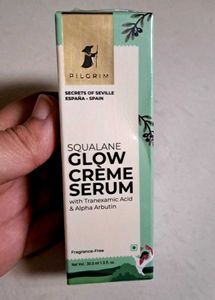 PILGRIM
SECRETS OF SEVILLE
ESPAÑA - SPAIN
SQUALANE
GLOW
CRÈME
SERUM
with Tranexamic Acid
& Alpha Arbutin
Fragrance-Free